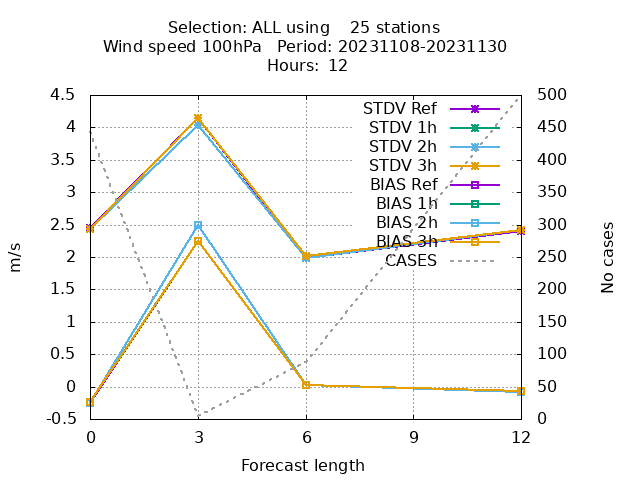 Selection: ALL using    25 stations
Wind speed 100hPa   Period: 20231108-20231130
Hours: 12
4.5
4
3.5
3
2.5
2
1.5
1
0.5
0
-0.5
m/s
STDV Ref
STDV 1h
STDV 2h
STDV 3h
BIAS Ref
BIAS 1h
BIAS 2h
BIAS 3h
CASES
500
450
400
350
300
250
200
150
100
50
0
No cases
0
3
6
9
12
Forecast length